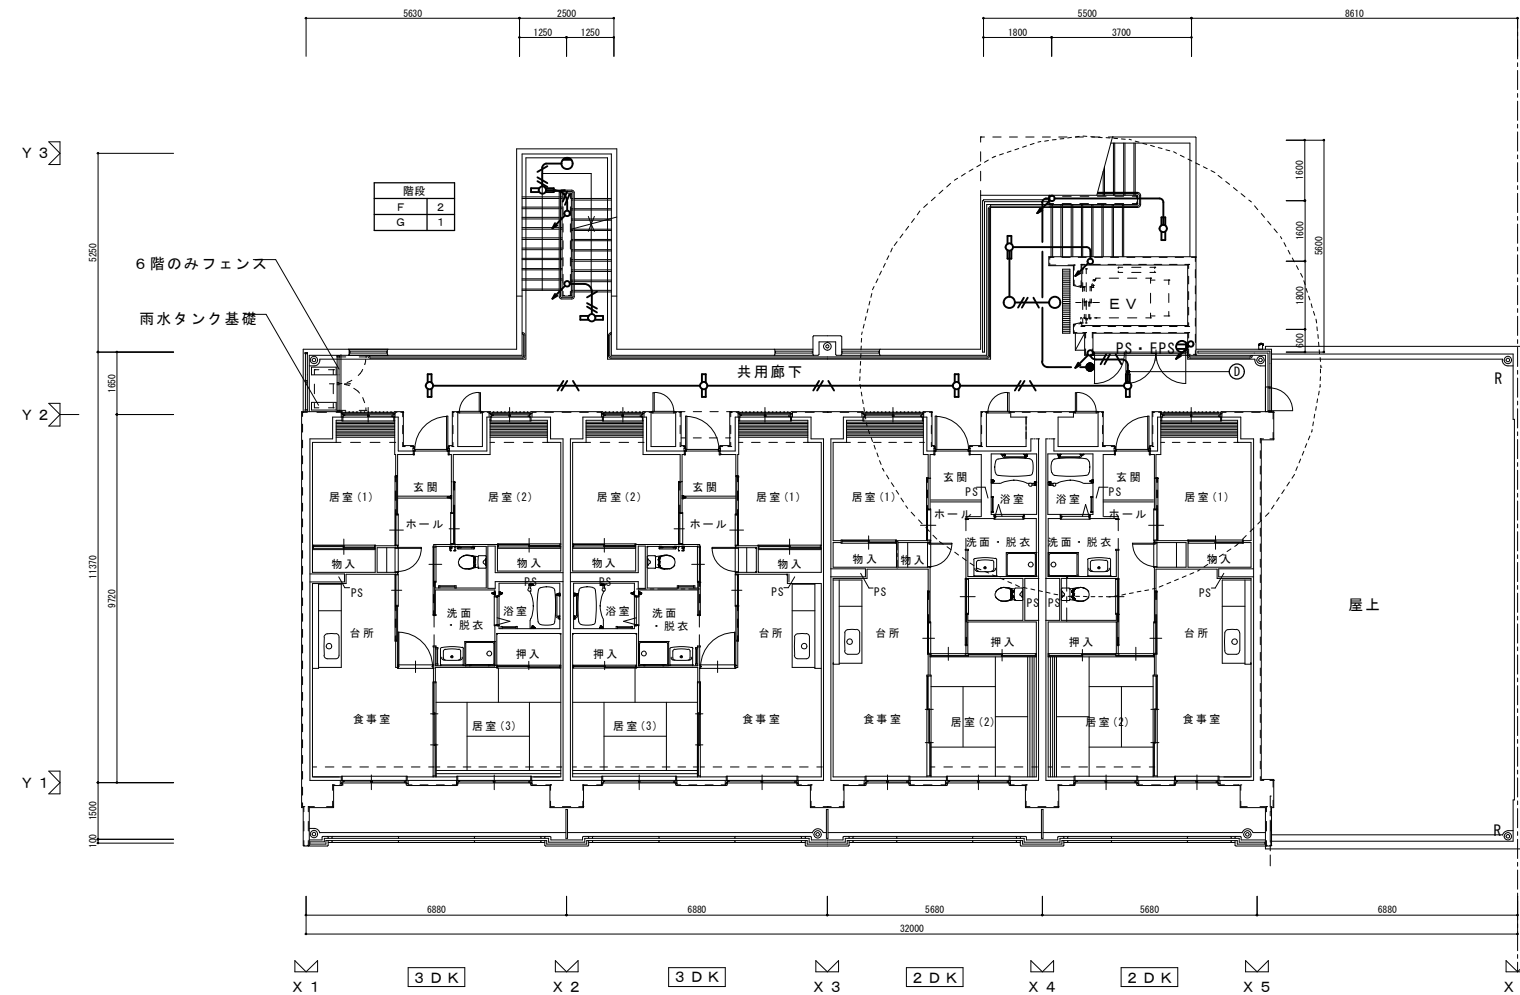 5630
2500
5500
8610
1250
1250
1800
3700
Y3
階段
F 2
G 1
1600
1600
5600
1800
600
5250
6階のみフェンス
雨水タンク基礎
EV
PS・EPS
共用廊下
D
R
1650
Y2
居室(1)
玄関
居室(2)
居室(2)
玄関
居室(1)
居室(1)
玄関
PS
浴室
浴室
PS
玄関
居室(1)
ホール
ホール
ホール
ホール
洗面・脱衣
洗面・脱衣
物入
物入
物入
物入
物入
物入
物入
11370
9720
PS
PS
PS
PS
PS
PS
PS
PS
浴室
浴室
洗面
・脱衣
洗面
・脱衣
屋上
台所
台所
台所
台所
押入
押入
押入
押入
食事室
居室(3)
居室(3)
食事室
食事室
居室(2)
居室(2)
食事室
Y1
1500
100
R
6880
6880
5680
5680
6880
32000
3DK
3DK
2DK
2DK
X1
X2
X3
X4
X5
X